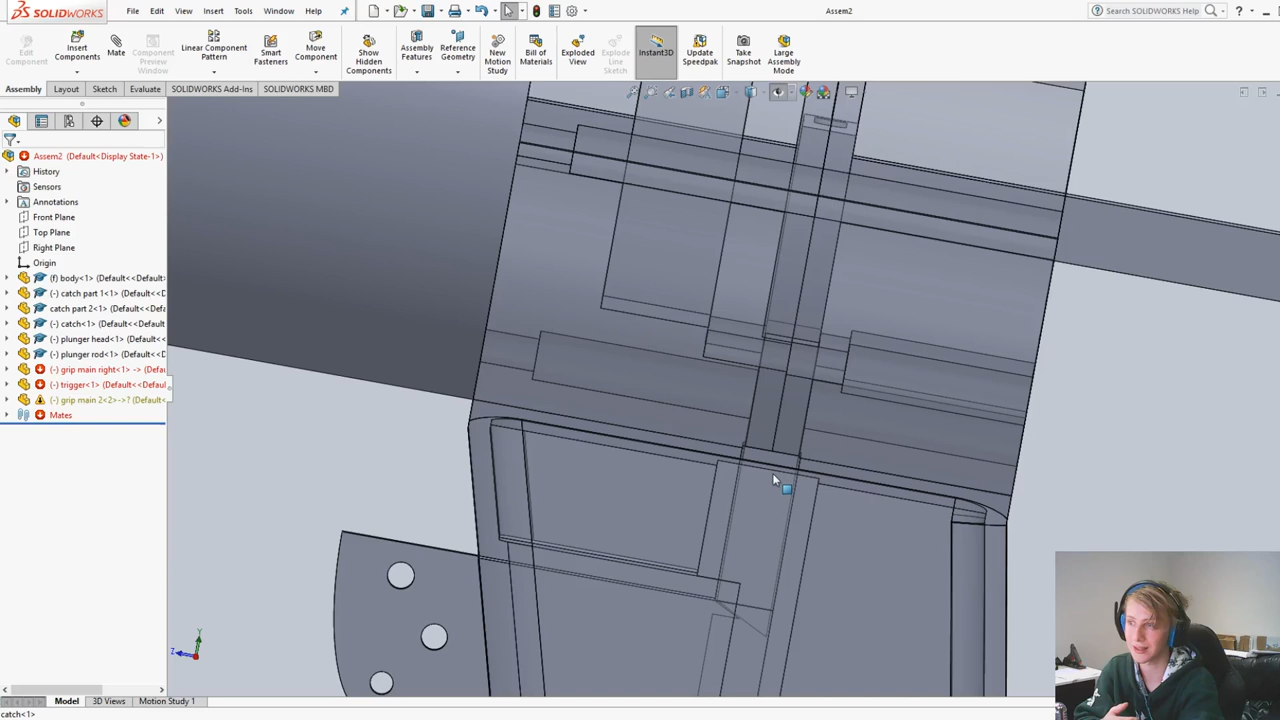 SOLIDWORKS
File
Edit
View
Insert
Tools
Window
Help
Assem2
Search SOLIDWORKS Help
Edit Component
Insert Components
Mate
Component Preview Window
Linear Component Pattern
Smart Fasteners
Move Component
Show Hidden Components
Assembly Features
Reference Geometry
New Motion Study
Bill of Materials
Exploded View
Explode Line Sketch
Instant3D
Update Speedpak
Take Snapshot
Large Assembly Mode
Assembly
Layout
Sketch
Evaluate
SOLIDWORKS Add-Ins
SOLIDWORKS MBD
Assem2 (Default<Display State-1>)
History
Sensors
Annotations
Front Plane
Top Plane
Right Plane
Origin
(f) body<1> (Default<<Default>
(-) catch part 1<1> (Default<<D
catch part 2<1> (Default<<Defa
(-) catch<1> (Default<<Default
(-) plunger head<1> (Default<<
(-) plunger rod<1> (Default<<D
(-) grip main right<1> -> (Defau
(-) trigger<1> (Default<<Defaul
(-) grip main 2<2>->? (Default<
Mates
Y
Z
Model
3D Views
Motion Study 1
catch<1>